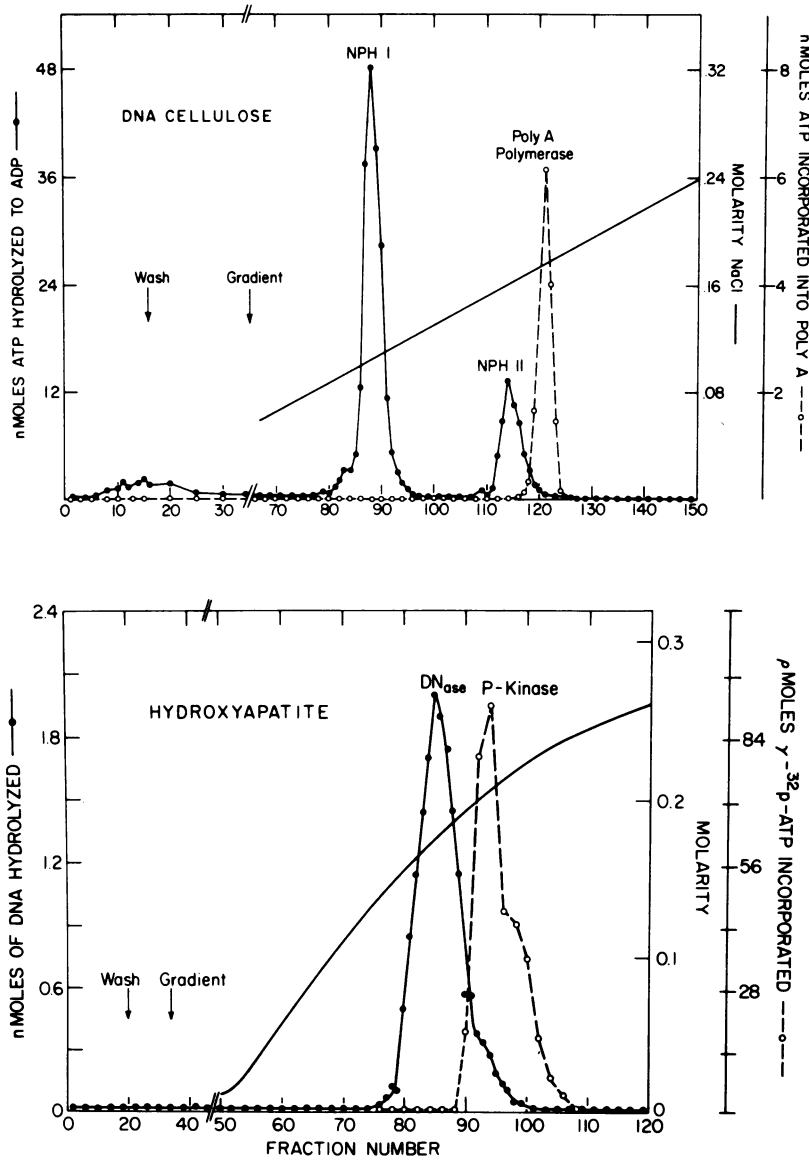 NPH I
48
.32
8
DNA CELLULOSE
Poly A
Polymerase
36
.24
6
Wash
Gradient
24
.16
4
NPH II
12
.08
2
0 10 20 30 70 80 90 100 110 120 130 140 150
nMOLES ATP HYDROLYZED TO ADP
MOLARITY NaCl
nMOLES ATP INCORPORATED INTO POLY A
2.4
0.3
DNase P-Kinase
HYDROXYAPATITE
1.8
84
0.2
1.2
56
Wash Gradient
0.1
0.6
28
0
0
0 20 40 50 60 70 80 90 100 110 120
FRACTION NUMBER
nMOLES OF DNA HYDROLYZED
MOLARITY
ρMOLES γ-32p-ATP INCORPORATED